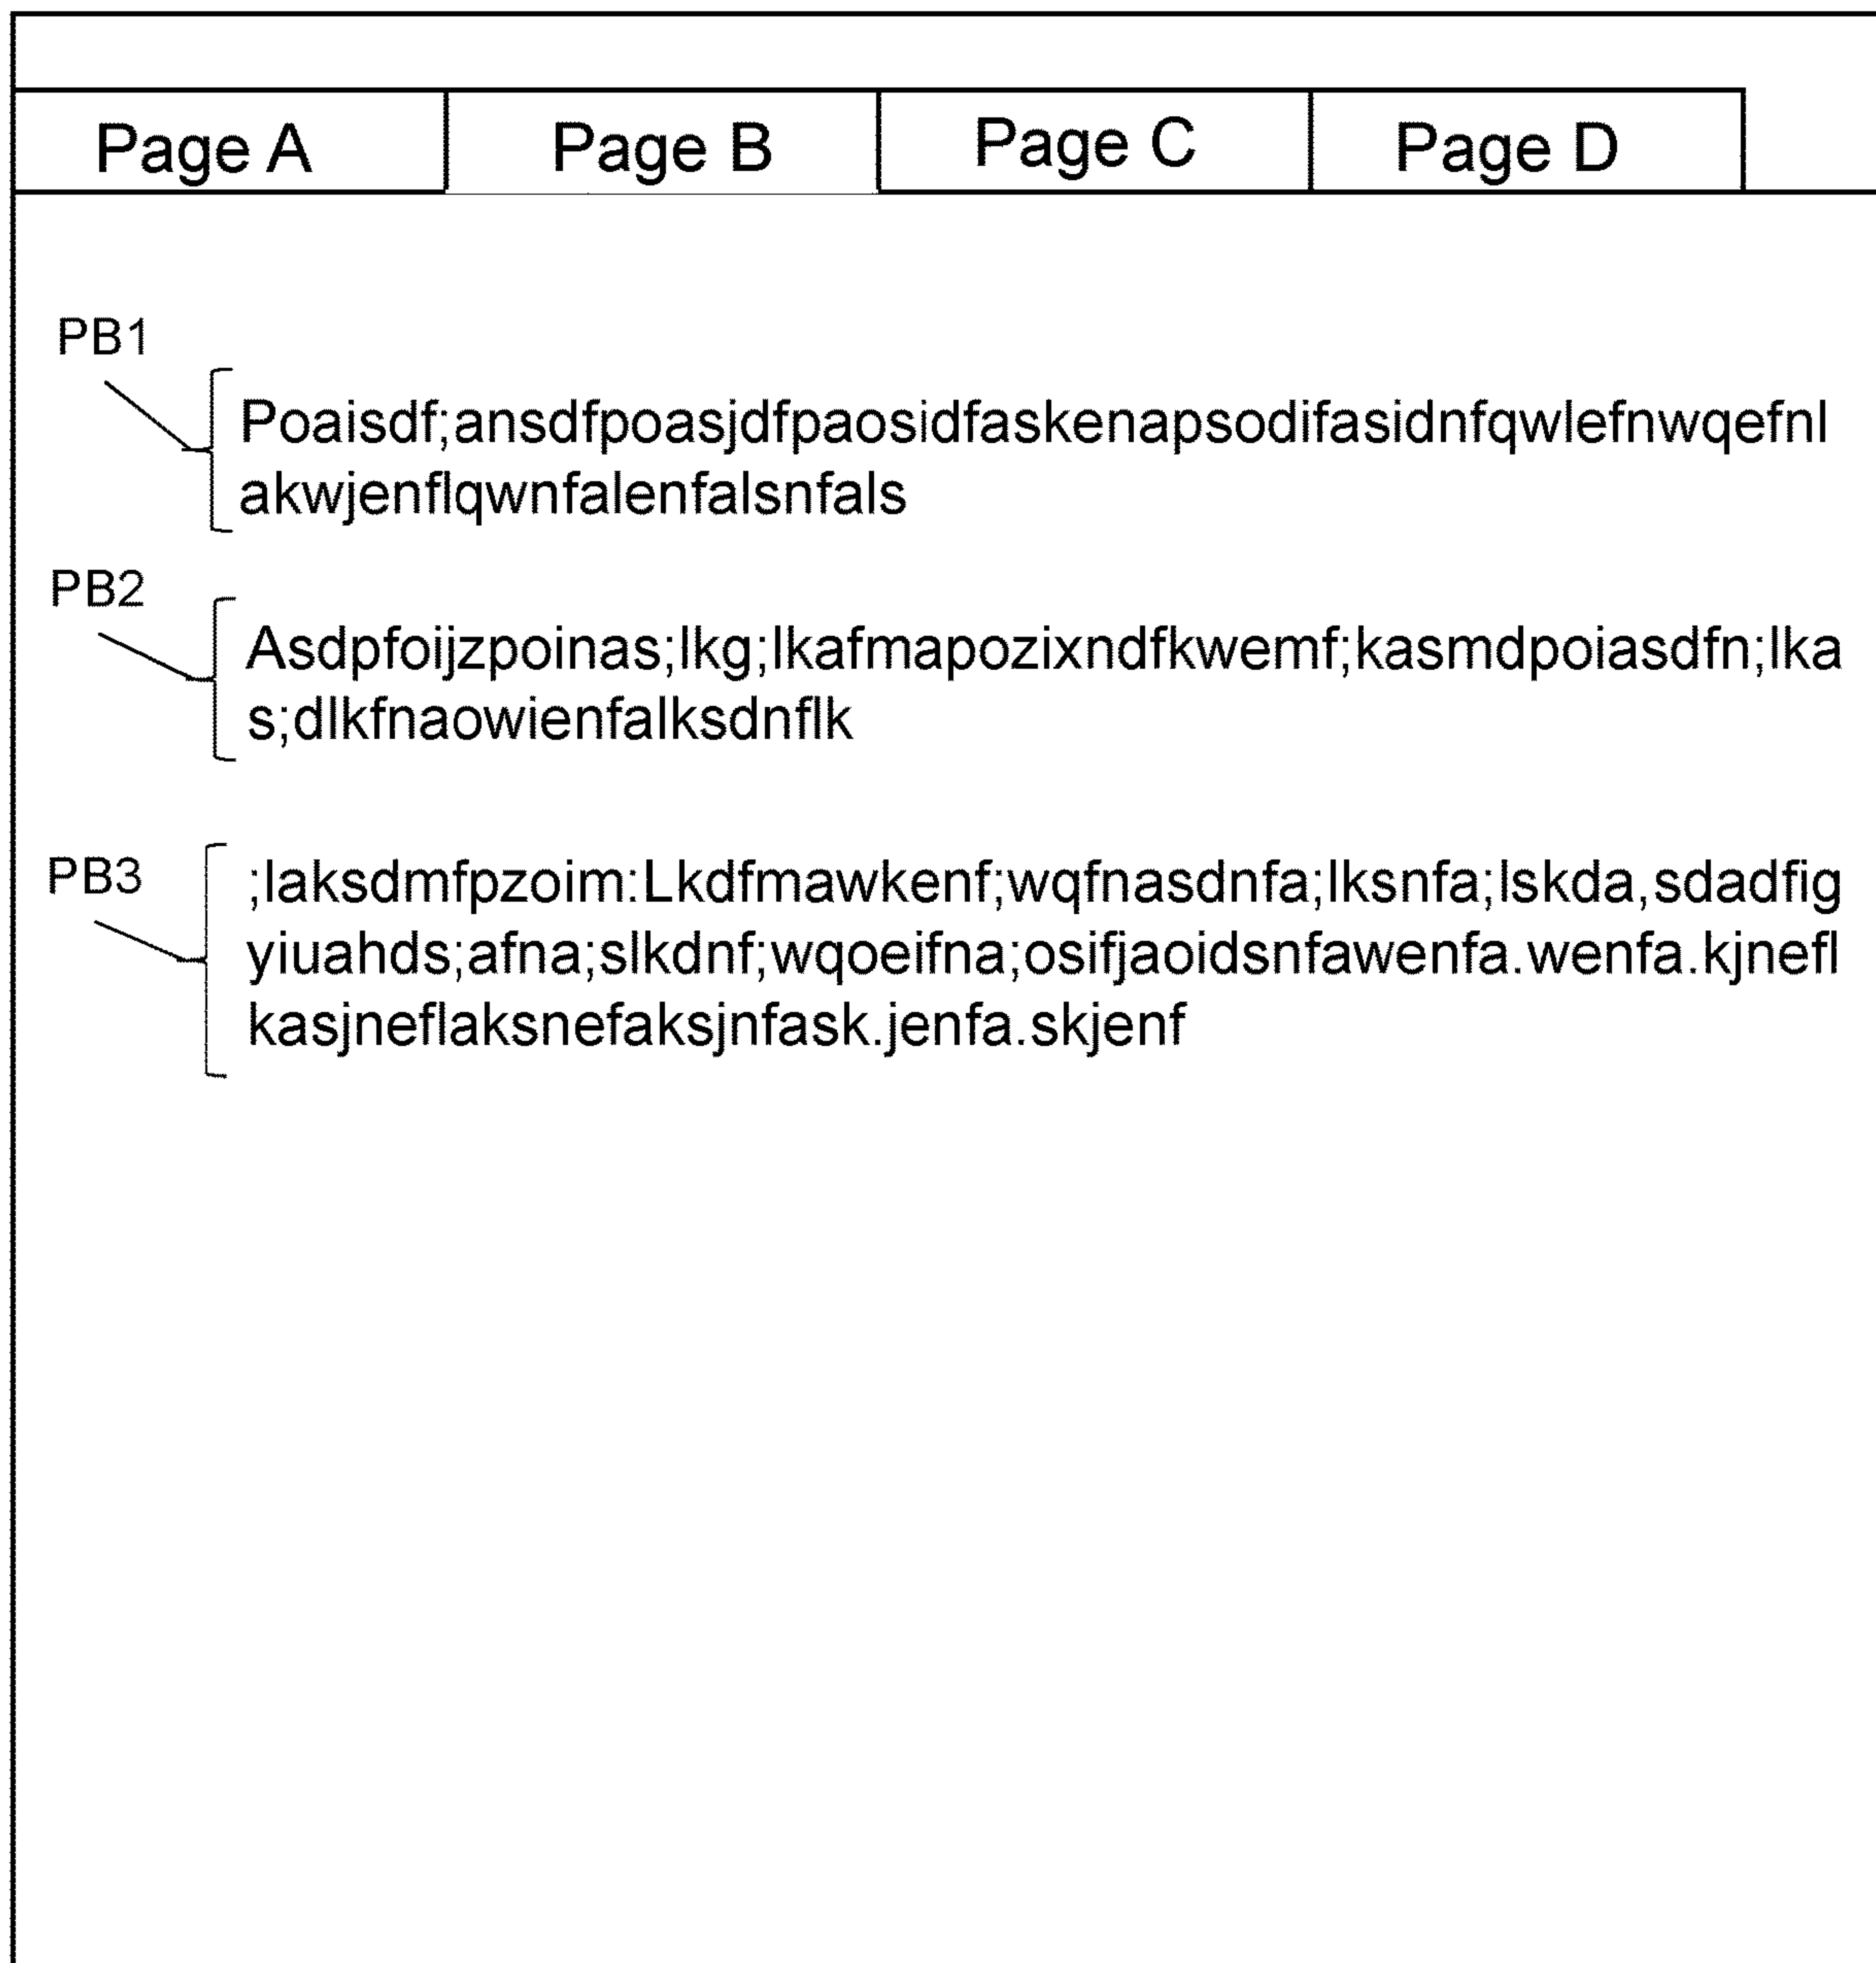 Page A Page B Page C Page D
PB1
Poaisdf;ansdfpoasjdfpaosidfaskenapsodifasidnfqwlefnwqefnl
akwjenflqwnfalenfalsnfals
PB2
Asdpfoijzpoinas;lkg;lkafmapozixndfkwemf;kasmdpoiasdfn;lka
s;dlkfnaowienfalksdnflk
PB3
;laksdmfpzoim:Lkdfmawkenf;wqfnasdnfa;lksnfa;lskda,sdadfig
yiuahds;afna;slkdnf;wqoeifna;osifjaoidsnfawenfa.wenfa.kjnefl
kasjneflaksnefaksjnfask.jenfa.skjenf